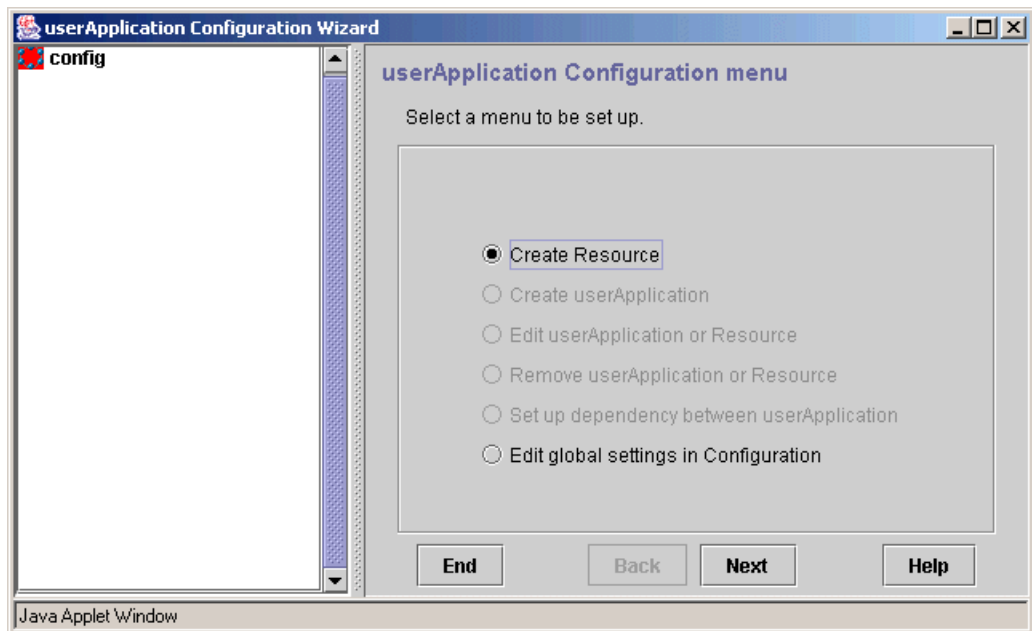 userApplication Configuration Wizard
config
userApplication Configuration menu
Select a menu to be set up.
Create Resource
Create userApplication
Edit userApplication or Resource
Remove userApplication or Resource
Set up dependency between userApplication
Edit global settings in Configuration
End Back Next Help
Java Applet Window